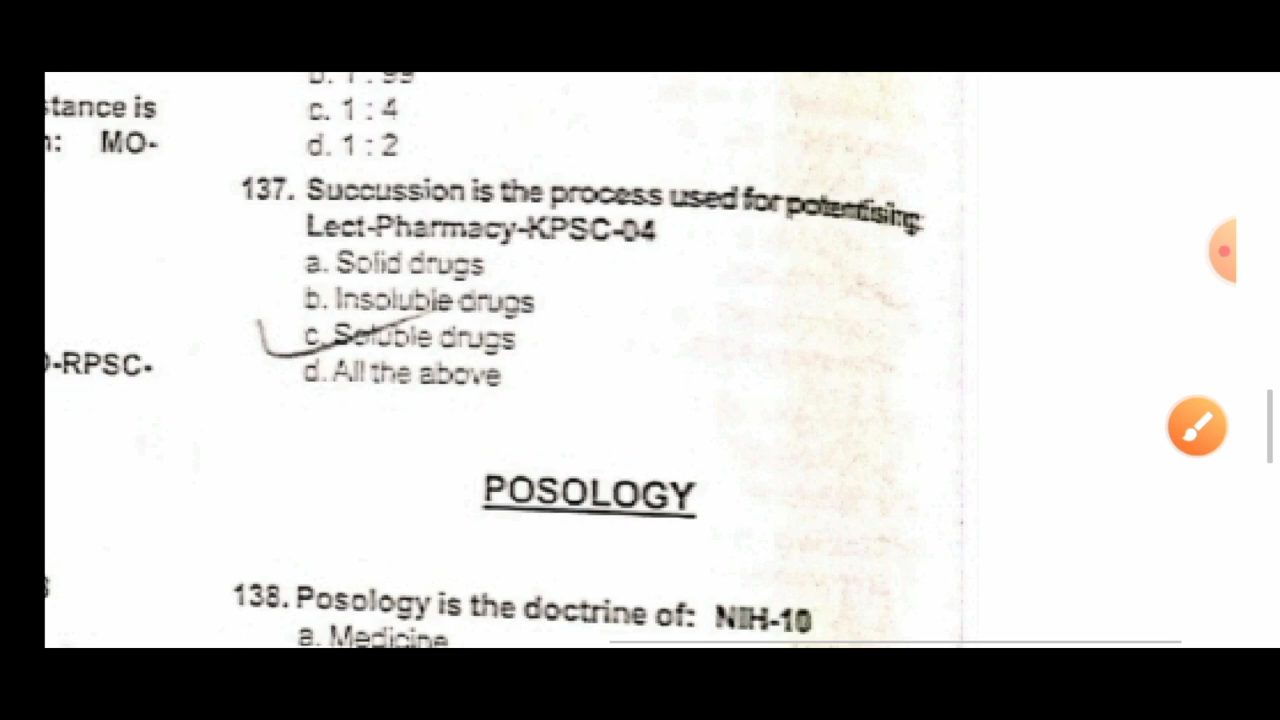 stance is
MO-
b. 1 : 99
c. 1 : 4
d. 1 : 2
137. Succussion is the process used for potentising:
Lect-Pharmacy-KPSC-04
a. Solid drugs
b. Insoluble drugs
c. Soluble drugs
d. All the above
-RPSC-
POSOLOGY
138. Posology is the doctrine of: NIH-10
a. Medicine